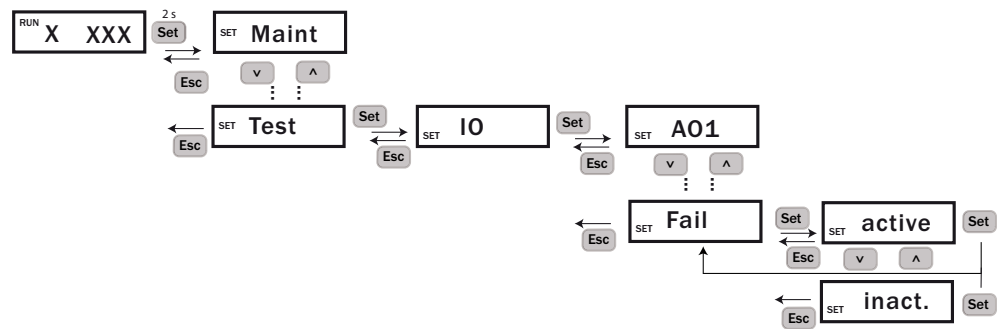 2 s
RUN X XXX Set SET Maint
Esc ˅ ˄
SET Test Set SET IO Set SET AO1
Esc Esc Esc ˅ ˄
SET Fail Set SET active Set
Esc Esc ˅ ˄
SET inact. Set
Esc